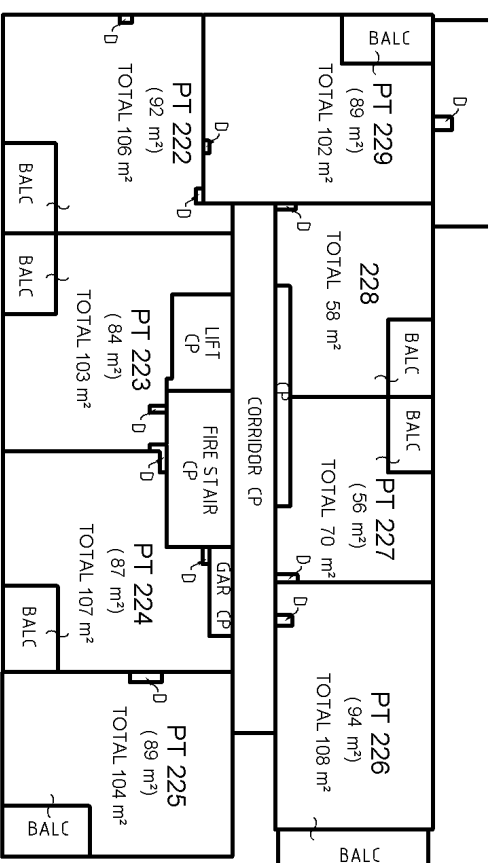 BALC
D
PT 229
(89 m²)
TOTAL 102 m²
D
PT 222
(92 m²)
TOTAL 106 m²
D
D
D
BALC
BALC
228
TOTAL 58 m²
BALC
BALC
PT 223
(84 m²)
TOTAL 103 m²
D
LIFT
CP
CP
CORRIDOR CP
FIRE STAIR
CP
D
PT 227
(56 m²)
TOTAL 70 m²
D
D
GAR CP
D
PT 224
(87 m²)
TOTAL 107 m²
BALC
PT 226
(94 m²)
TOTAL 108 m²
D
PT 225
(89 m²)
TOTAL 104 m²
BALC
BALC